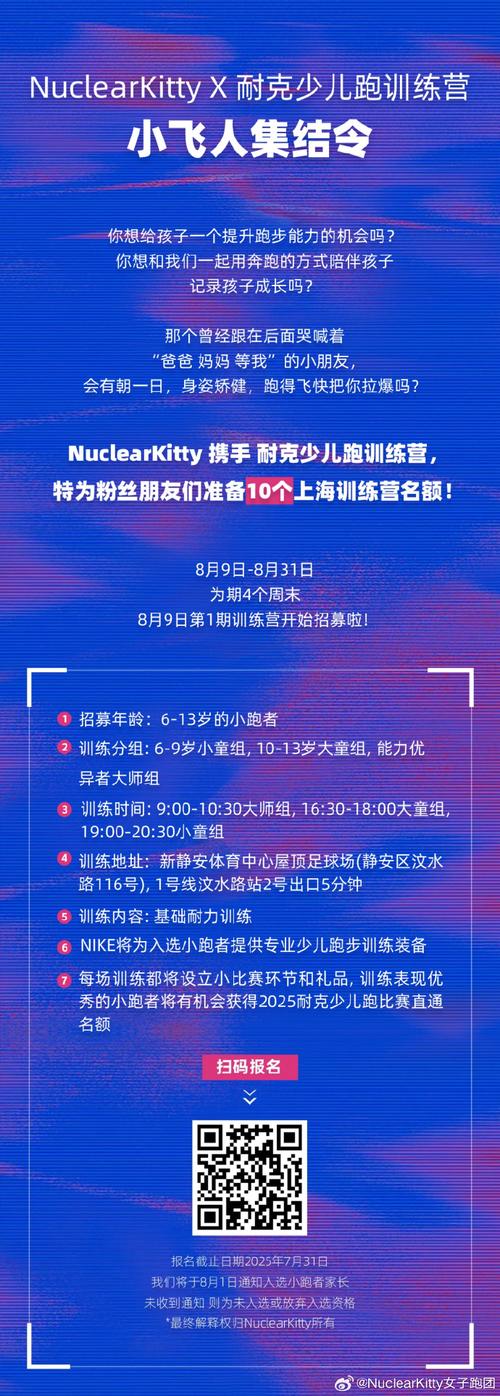 NuclearKitty X 耐克少儿跑训练营
小飞人集结令
你想给孩子一个提升跑步能力的机会吗？
你想和我们一起用奔跑的方式陪伴孩子
记录孩子成长吗？
那个曾经跟在后面哭喊着
“爸爸 妈妈 等我”的小朋友，
会有朝一日，身姿矫健，跑得飞快把你拉爆吗？
NuclearKitty 携手 耐克少儿跑训练营，
特为粉丝朋友们准备10个上海训练营名额！
8月9日-8月31日
为期4个周末
8月9日第1期训练营开始招募啦!
1 招募年龄：6-13岁的小跑者
2 训练分组: 6-9岁小童组, 10-13岁大童组, 能力优
异者大师组
3 训练时间: 9:00-10:30大师组, 16:30-18:00大童组,
19:00-20:30小童组
4 训练地址：新静安体育中心屋顶足球场(静安区汶水
路116号), 1号线汶水路站2号出口5分钟
5 训练内容: 基础耐力训练
6 NIKE将为入选小跑者提供专业少儿跑步训练装备
7 每场训练都将设立小比赛环节和礼品, 训练表现优
秀的小跑者将有机会获得2025耐克少儿跑比赛直通
名额
扫码报名
报名截止日期2025年7月31日
我们将于8月1日通知入选小跑者家长
未收到通知 则为未入选或放弃入选资格
*最终解释权归NuclearKitty所有
@NuclearKitty女子跑团